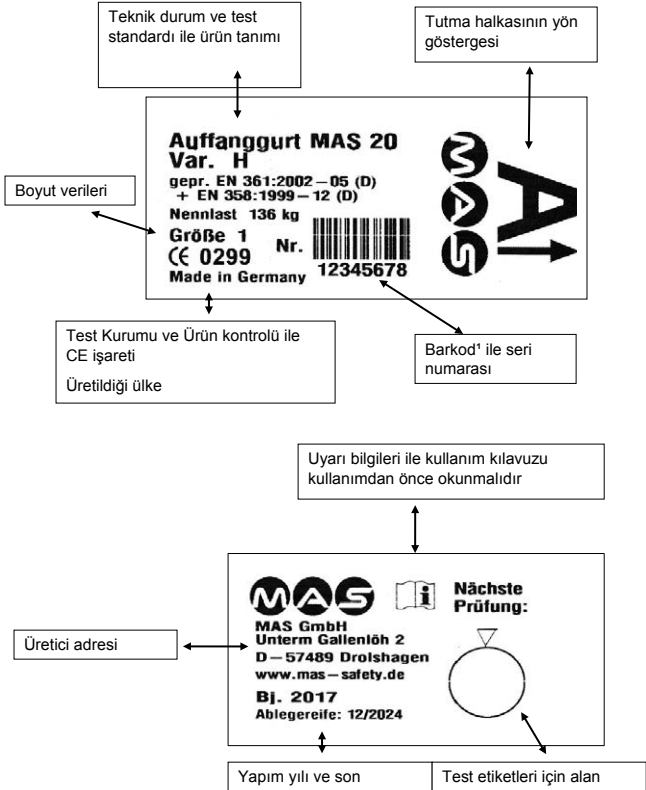 Teknik durum ve test
standardı ile ürün tanımı
Tutma halkasının yön
göstergesi
Auffanggurt MAS 20
Var. H
gepr. EN 361:2002-05 (D)
+ EN 358:1999-12 (D)
Nennlast 136 kg
Größe 1
Nr.
CE 0299
12345678
Made in Germany
MAS
A
Boyut verileri
Test Kurumu ve Ürün kontrolü ile
CE işareti
Üretildiği ülke
Barkod¹ ile seri
numarası
Uyarı bilgileri ile kullanım kılavuzu
kullanımdan önce okunmalıdır
MAS
i
Nächste
Prüfung:
MAS GmbH
Unterm Gallenlöh 2
D-57489 Drolshagen
www.mas-safety.de
Bj. 2017
Ablegereife: 12/2024
Üretici adresi
Yapım yılı ve son
Test etiketleri için alan